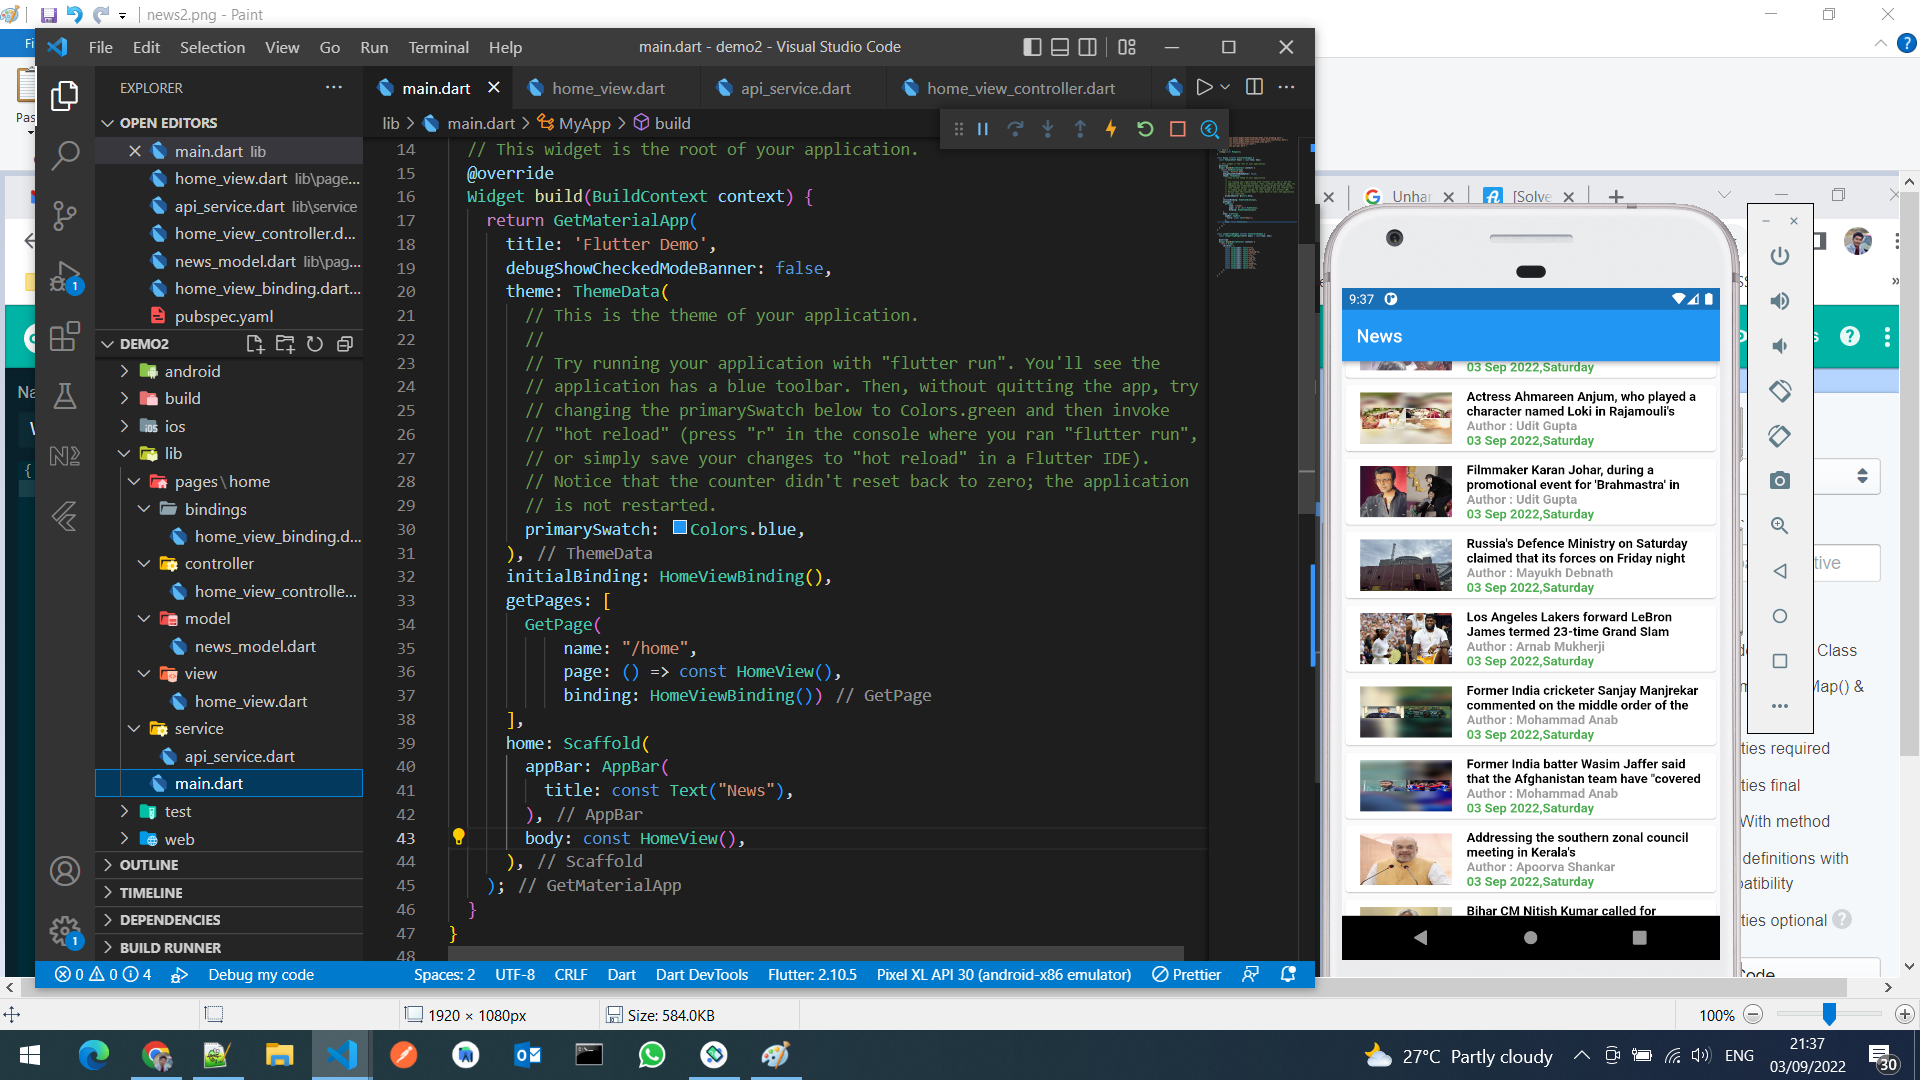 news2.png - Paint
File Edit Selection View Go Run Terminal Help
main.dart - demo2 - Visual Studio Code
EXPLORER
main.dart
home_view.dart
api_service.dart
home_view_controller.dart
OPEN EDITORS
main.dart lib
home_view.dart lib\page...
api_service.dart lib\service
home_view_controller.d...
news_model.dart lib\pag...
home_view_binding.dart...
pubspec.yaml
DEMO2
android
build
ios
lib
pages\home
bindings
home_view_binding.d...
controller
home_view_controlle...
model
news_model.dart
view
home_view.dart
service
api_service.dart
main.dart
test
web
OUTLINE
TIMELINE
DEPENDENCIES
BUILD RUNNER
lib > main.dart > MyApp > build
14 // This widget is the root of your application.
15 @override
16 Widget build(BuildContext context) {
17 return GetMaterialApp(
18 title: 'Flutter Demo',
19 debugShowCheckedModeBanner: false,
20 theme: ThemeData(
21 // This is the theme of your application.
22 //
23 // Try running your application with "flutter run". You'll see the
24 // application has a blue toolbar. Then, without quitting the app, try
25 // changing the primarySwatch below to Colors.green and then invoke
26 // "hot reload" (press "r" in the console where you ran "flutter run",
27 // or simply save your changes to "hot reload" in a Flutter IDE).
28 // Notice that the counter didn't reset back to zero; the application
29 // is not restarted.
30 primarySwatch: Colors.blue,
31 ), // ThemeData
32 initialBinding: HomeViewBinding(),
33 getPages: [
34 GetPage(
35 name: "/home",
36 page: () => const HomeView(),
37 binding: HomeViewBinding()) // GetPage
38 ],
39 home: Scaffold(
40 appBar: AppBar(
41 title: const Text("News"),
42 ), // AppBar
43 body: const HomeView(),
44 ), // Scaffold
45 ); // GetMaterialApp
46 }
47 }
48
0 0 4 Debug my code
Spaces: 2 UTF-8 CRLF Dart Dart DevTools Flutter: 2.10.5 Pixel XL API 30 (android-x86 emulator) Prettier
Unhar
[Solve
9:37
News
03 Sep 2022,Saturday
Actress Ahmareen Anjum, who played a
character named Loki in Rajamouli's
Author : Udit Gupta
03 Sep 2022,Saturday
Filmmaker Karan Johar, during a
promotional event for 'Brahmastra' in
Author : Udit Gupta
03 Sep 2022,Saturday
Russia's Defence Ministry on Saturday
claimed that its forces on Friday night
Author : Mayukh Debnath
03 Sep 2022,Saturday
Los Angeles Lakers forward LeBron
James termed 23-time Grand Slam
Author : Arnab Mukherji
03 Sep 2022,Saturday
Former India cricketer Sanjay Manjrekar
commented on the middle order of the
Author : Mohammad Anab
03 Sep 2022,Saturday
Former India batter Wasim Jaffer said
that the Afghanistan team have "covered
Author : Mohammad Anab
03 Sep 2022,Saturday
Addressing the southern zonal council
meeting in Kerala's
Author : Apoorva Shankar
03 Sep 2022,Saturday
Bihar CM Nitish Kumar called for
tive
Class
Map() &
ties required
ties final
With method
definitions with
patibility
ties optional
Code
1920 × 1080px
Size: 584.0KB
100%
27°C Partly cloudy
ENG
21:37
03/09/2022
30